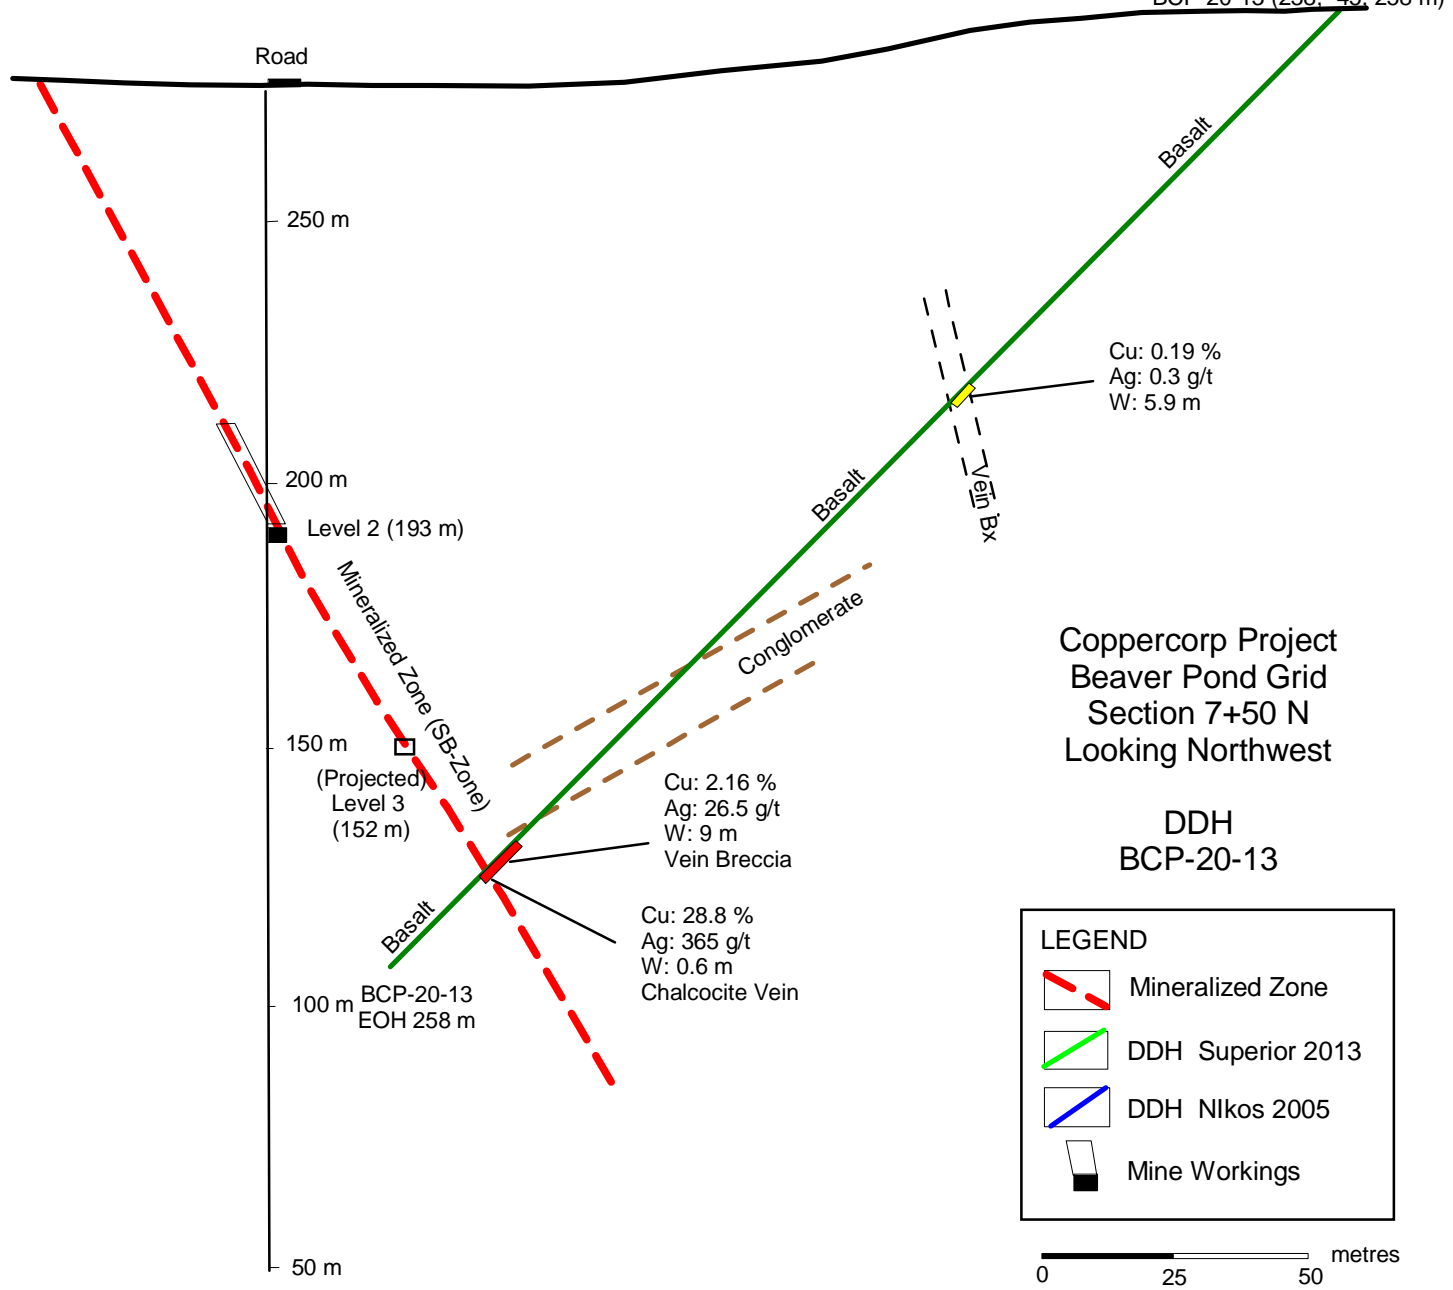 Road
Basalt
250 m
Cu: 0.19 %
Ag: 0.3 g/t
W: 5.9 m
200 m
Basalt
Vein Bx
Level 2 (193 m)
Mineralized Zone (SB-Zone)
Conglomerate
Coppercorp Project
Beaver Pond Grid
Section 7+50 N
Looking Northwest
150 m
(Projected)
Level 3
(152 m)
Cu: 2.16 %
Ag: 26.5 g/t
W: 9 m
Vein Breccia
DDH
BCP-20-13
Basalt
Cu: 28.8 %
Ag: 365 g/t
W: 0.6 m
Chalcocite Vein
BCP-20-13
EOH 258 m
100 m
LEGEND
Mineralized Zone
DDH Superior 2013
DDH NIkos 2005
Mine Workings
50 m
metres
0 25 50